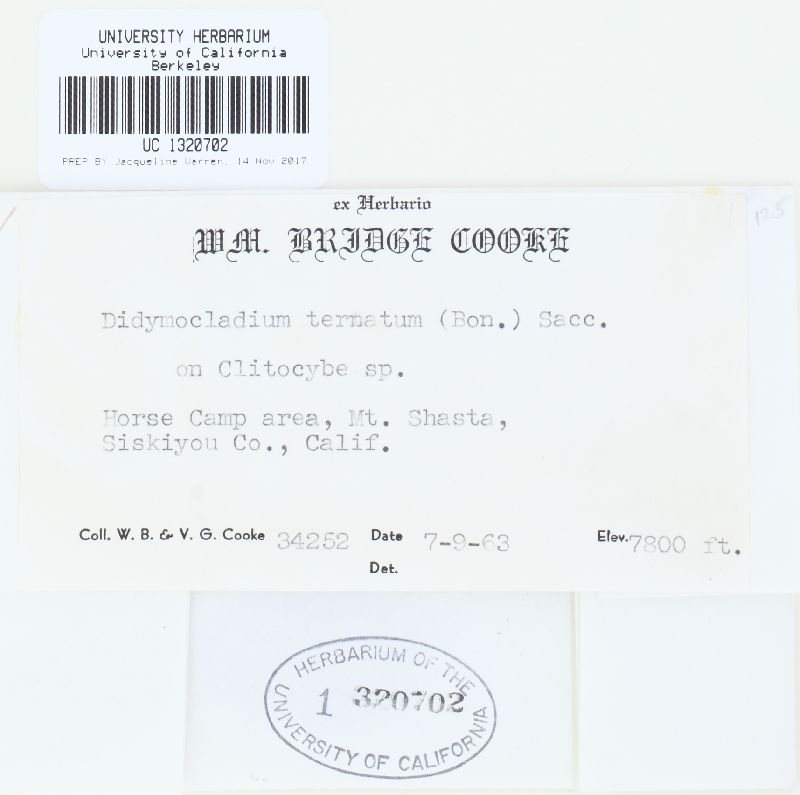 UNIVERSITY HERBARIUM
University of California
Berkeley
UC 1320702
PREP BY Jacqueline Warren, 14 Nov 2017
ex Herbario
WM. BRIDGE COOKE
125
Didymocladium ternatum (Bon.) Sacc.
on Clitocybe sp.
Horse Camp area, Mt. Shasta,
Siskiyou Co., Calif.
Coll. W. B. & V. G. Cooke 34252 Date 7-9-63 Elev. 7800 ft.
Det.
HERBARIUM OF THE
1 320702
UNIVERSITY OF CALIFORNIA